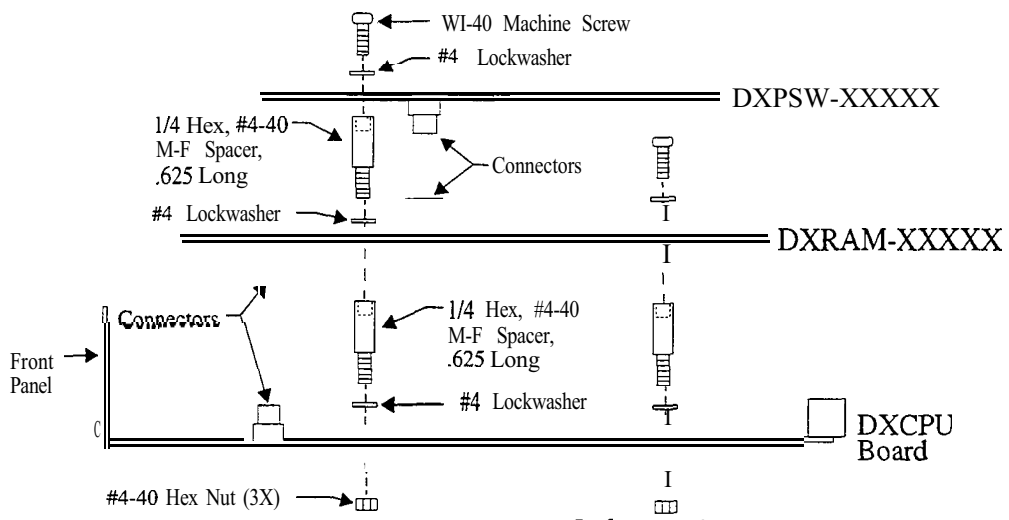 WI-40 Machine Screw
#4 Lockwasher
DXPSW-XXXXX
1/4 Hex, #4-40
M-F Spacer,
.625 Long
Connectors
#4 Lockwasher
DXRAM-XXXXX
Connectors
1/4 Hex, #4-40
M-F Spacer,
.625 Long
Front
Panel
#4 Lockwasher
C
DXCPU
Board
#4-40 Hex Nut (3X)